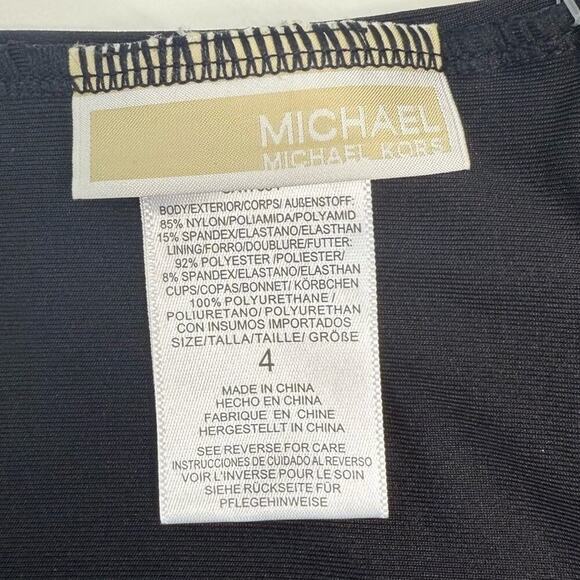 MICHAEL
MICHAEL KORS
BODY/EXTERIOR/CORPS/ AUßENSTOFF:
85% NYLON/POLIAMIDA/POLYAMID
15% SPANDEX/ELASTANO/ELASTHAN
LINING/FORRO/DOUBLURE/FUTTER:
92% POLYESTER /POLIESTER/
8% SPANDEX/ELASTANO/ELASTHAN
CUPS/COPAS/BONNET/ KÖRBCHEN
100% POLYURETHANE /
POLIURETANO/ POLYURETHAN
CON INSUMOS IMPORTADOS
SIZE/TALLA/TAILLE/ GRÖßE
4
MADE IN CHINA
HECHO EN CHINA
FABRIQUE EN CHINE
HERGESTELLT IN CHINA
SEE REVERSE FOR CARE
INSTRUCCIONES DE CUIDADO AL REVERSO
VOIR L'INVERSE POUR LE SOIN
SIEHE RÜCKSEITE FÜR
PFLEGEHINWEISE